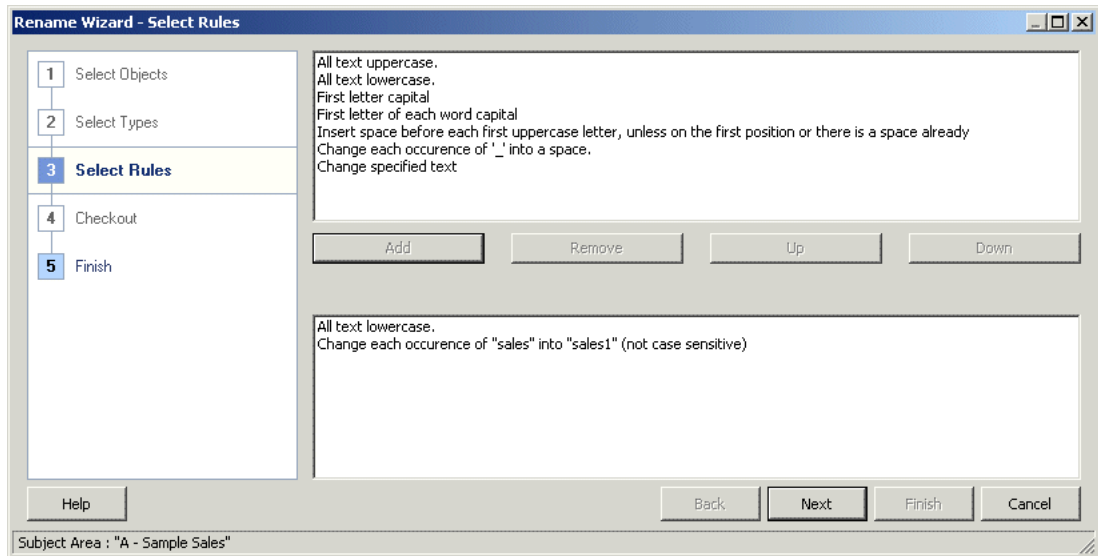 Rename Wizard - Select Rules
1 Select Objects
2 Select Types
3 Select Rules
4 Checkout
5 Finish
All text uppercase.
All text lowercase.
First letter capital
First letter of each word capital
Insert space before each first uppercase letter, unless on the first position or there is a space already
Change each occurence of '_' into a space.
Change specified text
Add Remove Up Down
All text lowercase.
Change each occurence of "sales" into "sales1" (not case sensitive)
Help Back Next Finish Cancel
Subject Area : "A - Sample Sales"